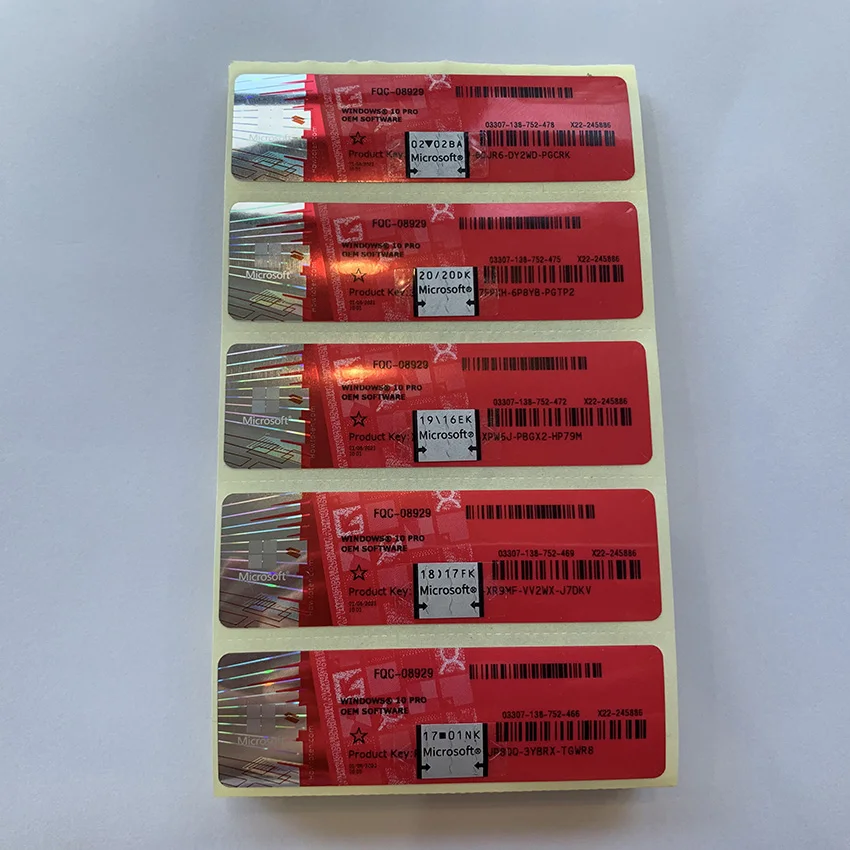 FQC-08929
WINDOWS® 10 PRO
OEM SOFTWARE
03307-138-752-478 X22-245886
02▼02BA
Microsoft®
Product Key:
-DY2WD-PGCRK
Microsoft
FQC-08929
WINDOWS® 10 PRO
OEM SOFTWARE
03307-138-752-475 X22-245886
20/20DK
Microsoft®
Product Key:
-6P8YB-PGTP2
Microsoft
FQC-08929
WINDOWS® 10 PRO
OEM SOFTWARE
03307-138-752-472 X22-245886
19\16EK
Microsoft®
Product Key:
XPW6J-PBGX2-HP79M
Microsoft
FQC-08929
WINDOWS® 10 PRO
OEM SOFTWARE
03307-138-752-469 X22-245886
18)17FK
Microsoft®
Product Key:
-XR9MF-VV2WX-J7DKV
Microsoft
FQC-08929
WINDOWS® 10 PRO
OEM SOFTWARE
03307-138-752-466 X22-245886
17■01NK
Microsoft®
Product Key:
-3Y8RX-TGWR8